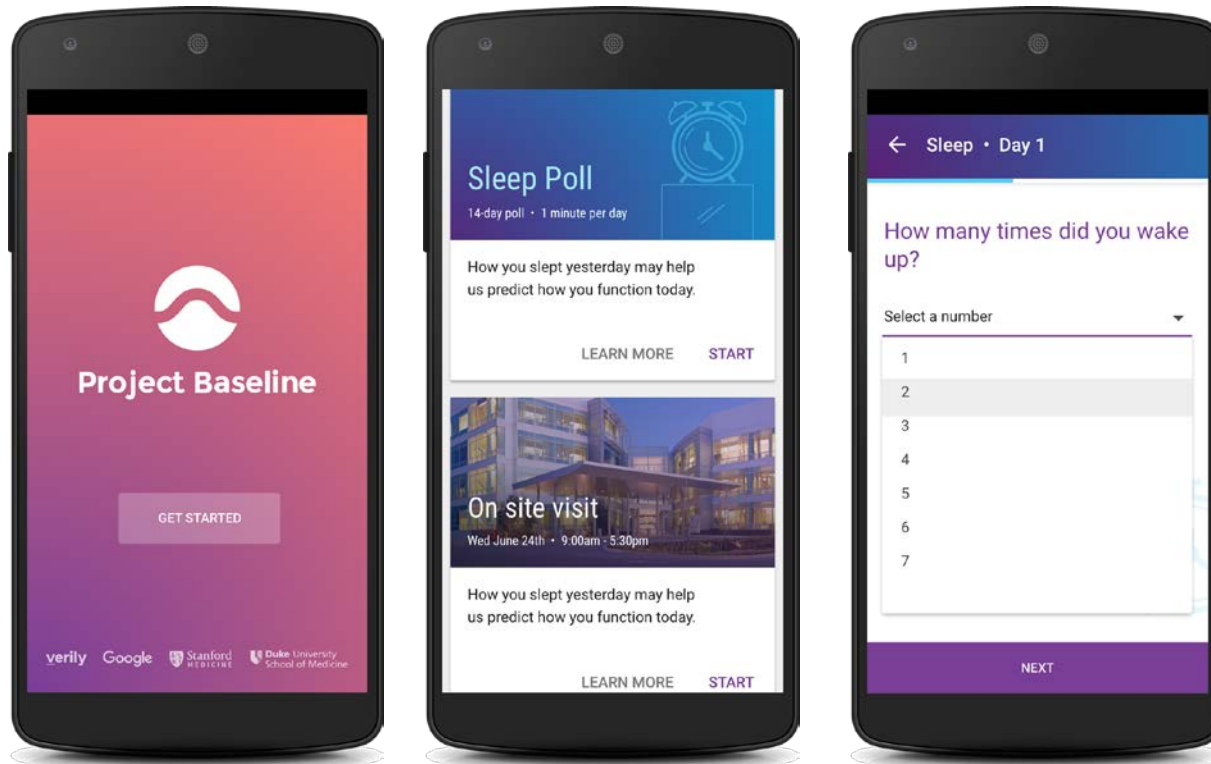 Project Baseline
GET STARTED
verily Google Stanford MEDICINE Duke University School of Medicine
Sleep Poll
14-day poll • 1 minute per day
How you slept yesterday may help
us predict how you function today.
LEARN MORE START
On site visit
Wed June 24th • 9:00am - 5:30pm
How you slept yesterday may help
us predict how you function today.
LEARN MORE START
Sleep • Day 1
How many times did you wake
up?
Select a number
1
2
3
4
5
6
7
NEXT